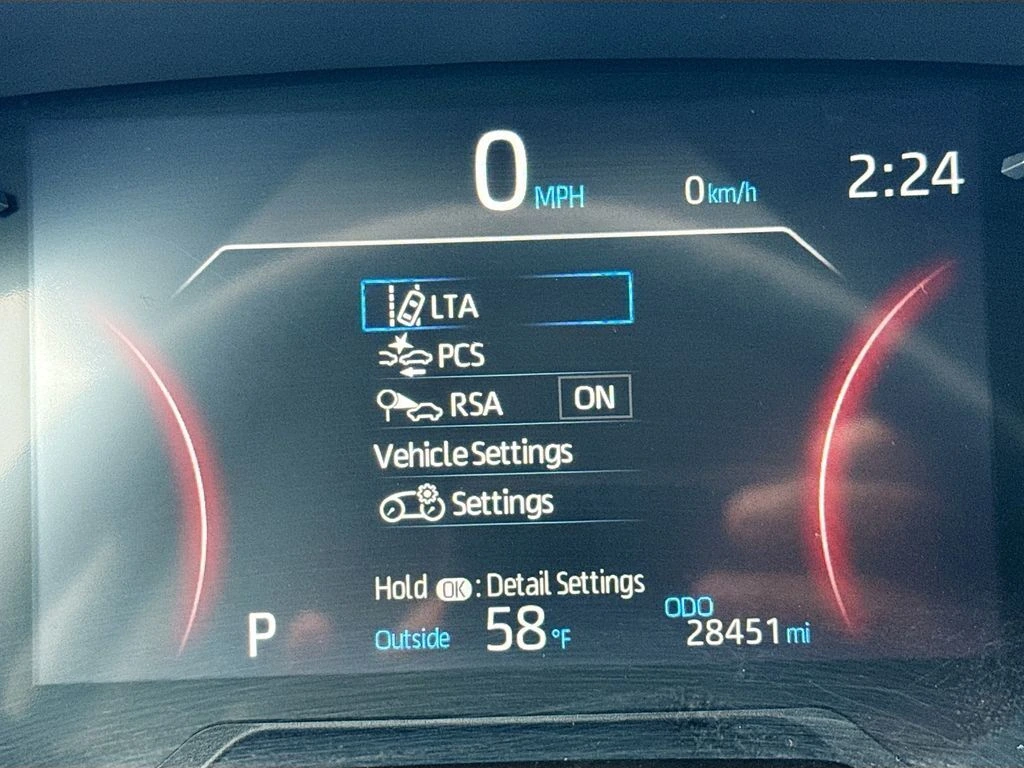 0 MPH 0 km/h 2:24
LTA
PCS
RSA ON
Vehicle Settings
Settings
Hold OK : Detail Settings
P Outside 58 °F ODO
28451 mi